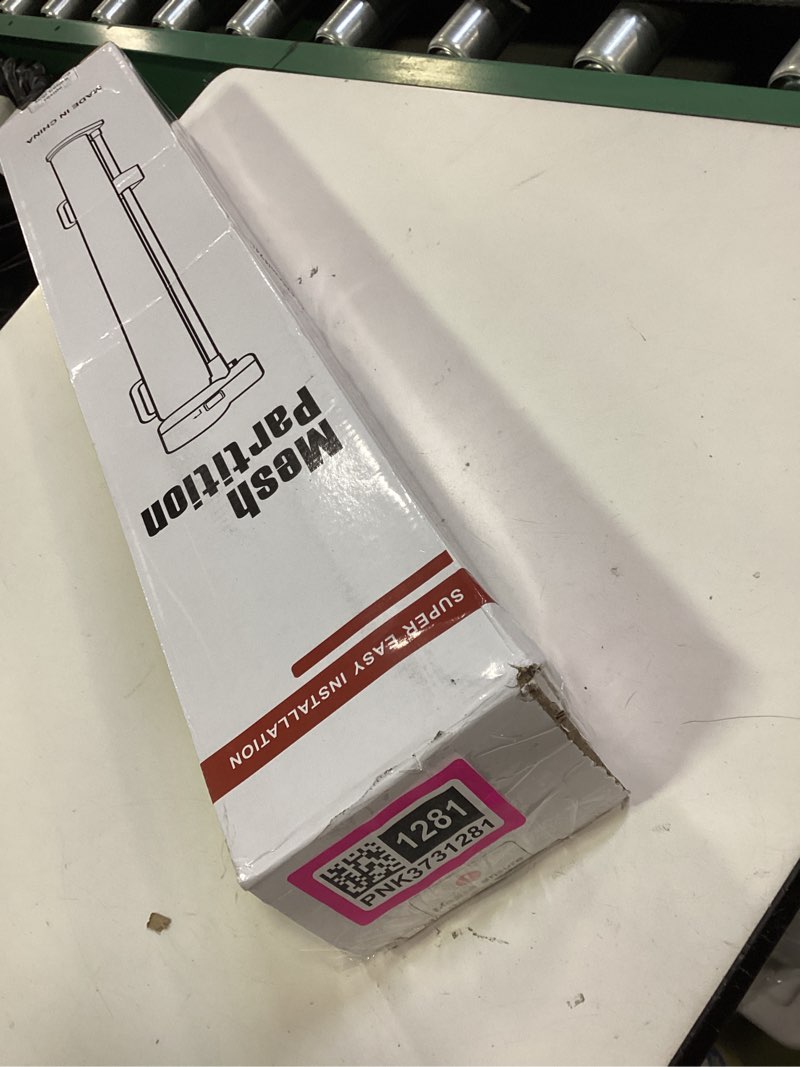 MADE IN CHINA
Mesh
Partition
SUPER EASY INSTALLATION
1281
PNK3731281